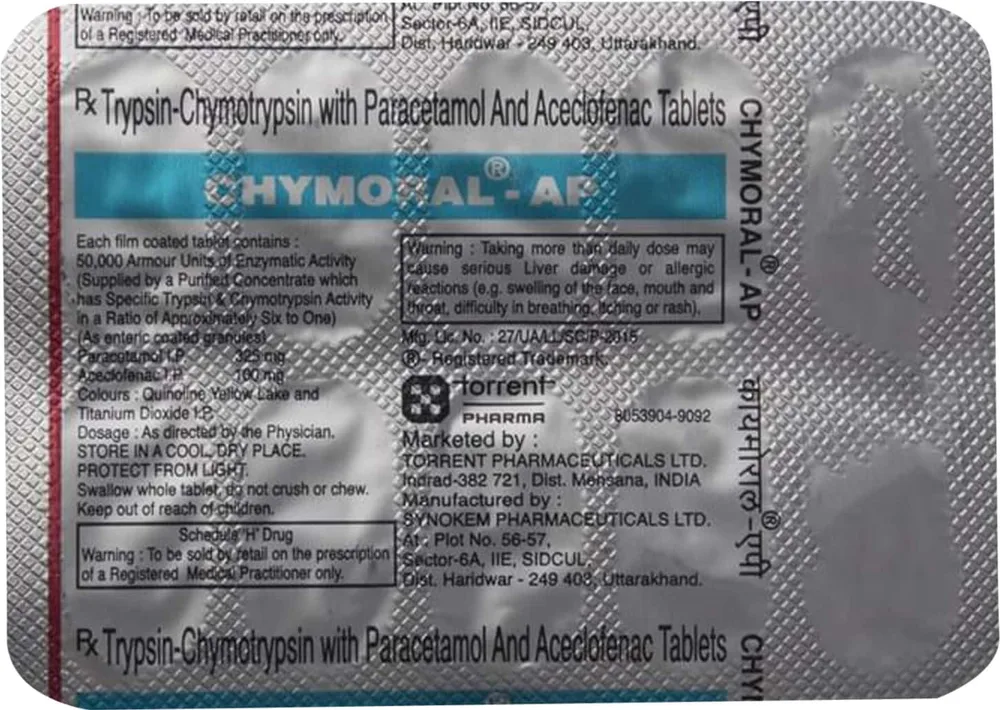 Warning : To be sold by retail on the prescription
of a Registered Medical Practitioner only.
At : Plot No. 56-57,
Sector-6A, IIE, SIDCUL,
Dist. Haridwar - 249 403, Uttarakhand.
Rx Trypsin-Chymotrypsin with Paracetamol And Aceclofenac Tablets
CHYMORAL® - AP
Each film coated tablet contains :
50,000 Armour Units of Enzymatic Activity
(Supplied by a Purified Concentrate which
has Specific Trypsin & Chymotrypsin Activity
in a Ratio of Approximately Six to One)
(As enteric coated granules)
Paracetamol I.P. 325 mg
Aceclofenac I.P. 100 mg
Colours : Quinoline Yellow Lake and
Titanium Dioxide I.P.
Dosage : As directed by the Physician.
STORE IN A COOL, DRY PLACE.
PROTECT FROM LIGHT.
Swallow whole tablet, do not crush or chew.
Keep out of reach of children.
Schedule "H" Drug
Warning : To be sold by retail on the prescription
of a Registered Medical Practitioner only.
Warning : Taking more than daily dose may
cause serious Liver damage or allergic
reactions (e.g. swelling of the face, mouth and
throat, difficulty in breathing, itching or rash).
Mfg. Lic. No. : 27/UA/LL/SC/P-2015
®- Registered Trademark.
torrent
PHARMA
8053904-9092
Marketed by :
TORRENT PHARMACEUTICALS LTD.
Indrad-382 721, Dist. Mehsana, INDIA
Manufactured by :
SYNOKEM PHARMACEUTICALS LTD.
At : Plot No. 56-57,
Sector-6A, IIE, SIDCUL,
Dist. Haridwar - 249 403, Uttarakhand.
Rx Trypsin-Chymotrypsin with Paracetamol And Aceclofenac Tablets
एपी
CHYMORAL® - AP
कायमोराल®-एपी
CHY